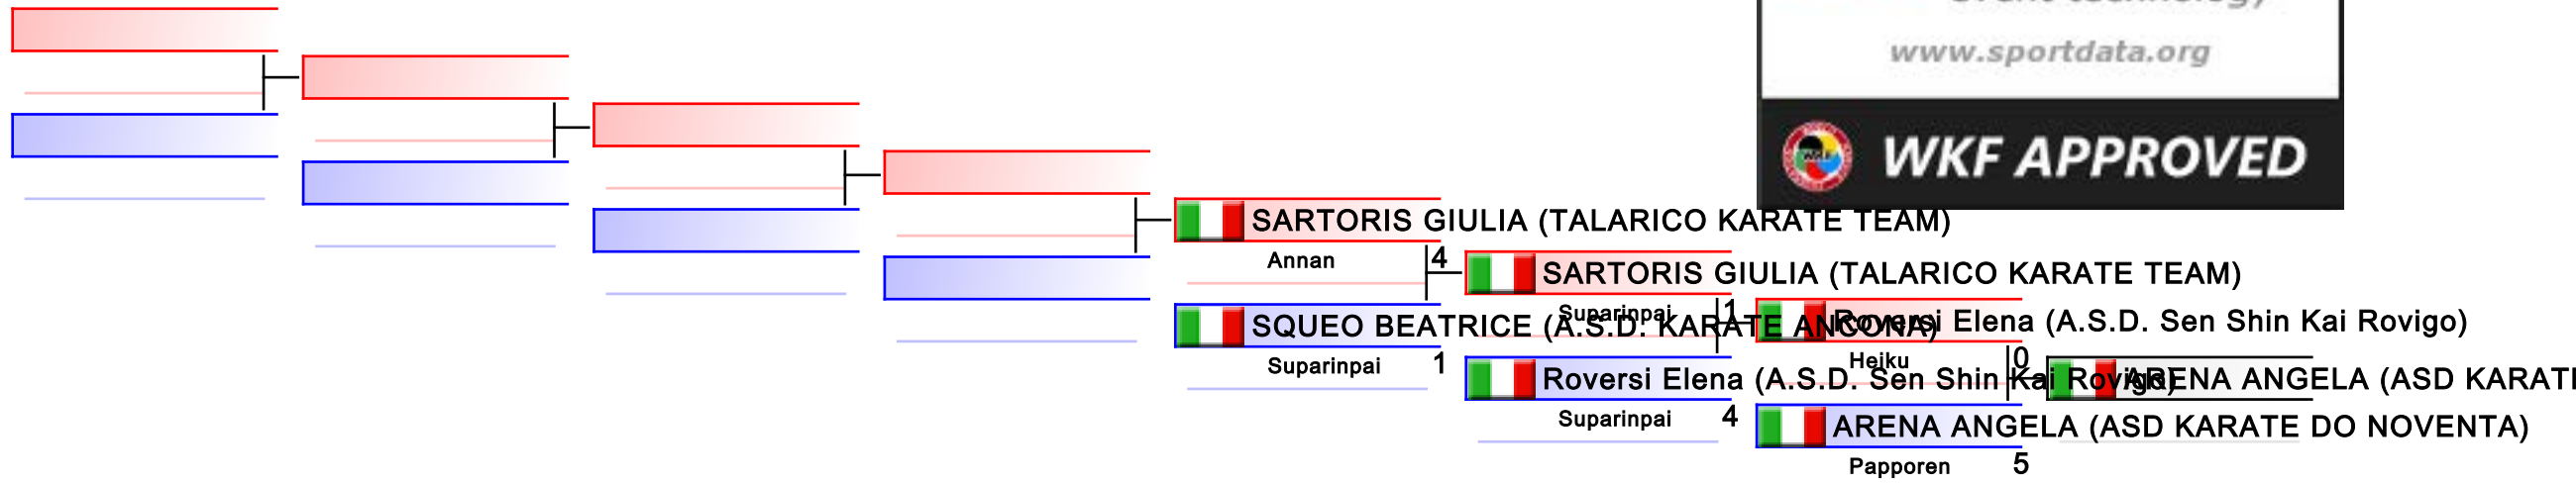 www.sportdata.org
WKF APPROVED
SARTORIS GIULIA (TALARICO KARATE TEAM)
Annan
4
SARTORIS GIULIA (TALARICO KARATE TEAM)
Suparinpai
1
SQUEO BEATRICE (A.S.D. KARATE ANCONA)
Roversi Elena (A.S.D. Sen Shin Kai Rovigo)
Suparinpai
1
Heiku
0
Roversi Elena (A.S.D. Sen Shin Kai Rovigo)
ARENA ANGELA (ASD KARATE
Suparinpai
4
ARENA ANGELA (ASD KARATE DO NOVENTA)
Papporen
5